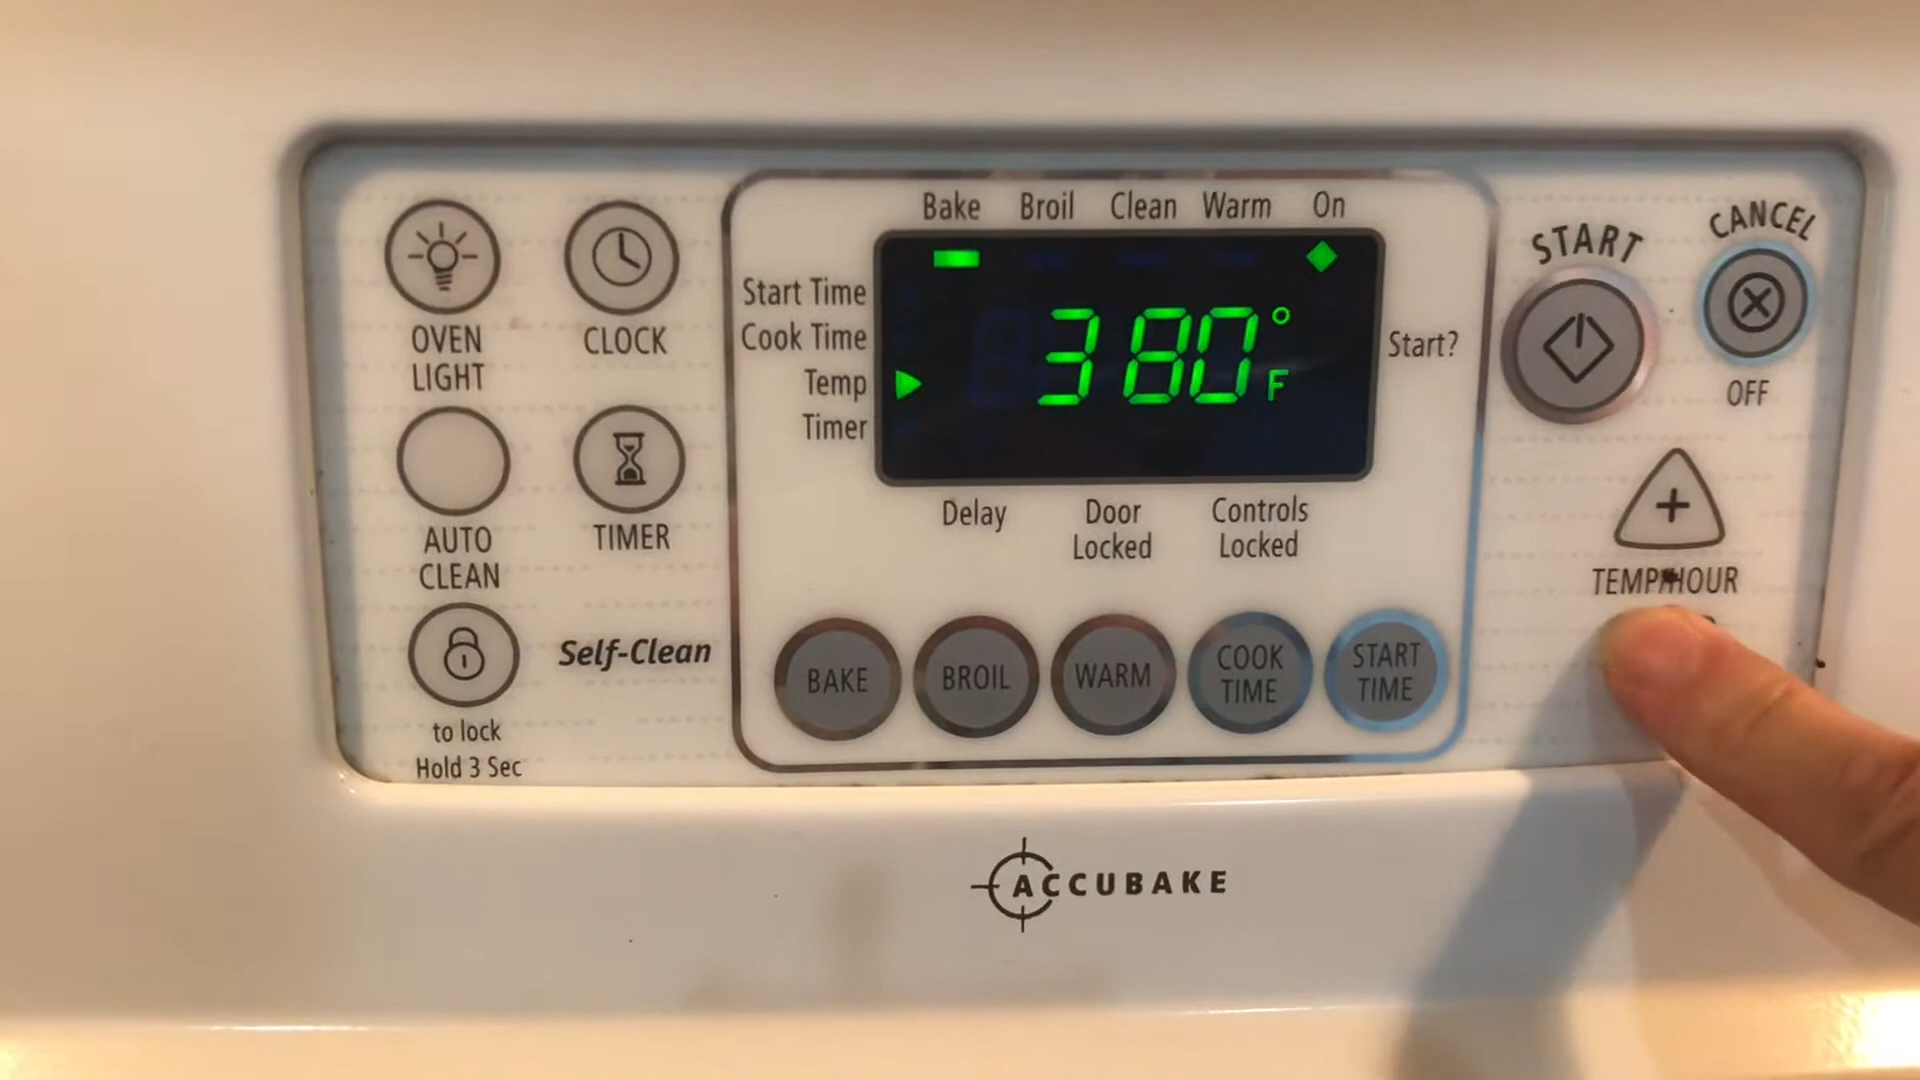 Bake Broil Clean Warm On
START
CANCEL
OFF
Start Time
Cook Time
Temp
Timer
380°F
Start?
OVEN
LIGHT
CLOCK
AUTO
CLEAN
TIMER
Delay
Door
Locked
Controls
Locked
+
TEMP/HOUR
Self-Clean
BAKE
BROIL
WARM
COOK
TIME
START
TIME
to lock
Hold 3 Sec
ACCUBAKE